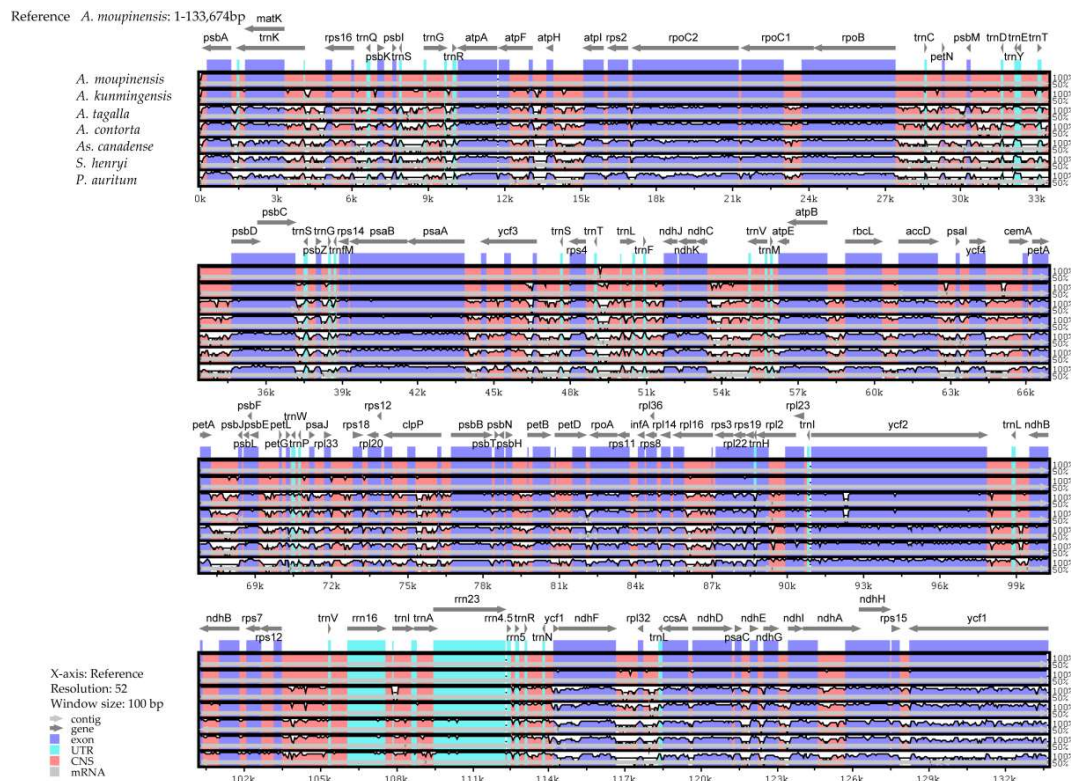 Reference A. moupinensis: 1-133,674bp
matK
psbA trnK rps16 trnQ psbI trnG atpA atpF atpH atpI rps2 rpoC2 rpoC1 rpoB trnC psbM trnD trnE trnT
psbK trnS trnR petN trnY
A. moupinensis
A. kunmingensis
A. tagalla
A. contorta
As. canadense
S. henryi
P. auritum
100%
50%
0k 3k 6k 9k 12k 15k 18k 21k 24k 27k 30k 33k
psbC atpB
psbD trnS trnG rps14 psaB psaA ycf3 trnS trnT trnL ndhJ ndhC trnV atpE rbcL accD psaI cemA
psbZ trnfM rps4 trnF ndhK trnM ycf4 petA
100%
50%
36k 39k 42k 45k 48k 51k 54k 57k 60k 63k 66k
psbF trnW rps12 rpl36 rpl23
petA psbJ psbE petL psaJ rps18 clpP psbB psbN petB petD rpoA infA rpl14 rpl16 rps3 rps19 rpl2 trnI ycf2 trnL ndhB
psbL petG trnP rpl33 rpl20 psbT psbH rps11 rps8 rpl22 trnH
100%
50%
69k 72k 75k 78k 81k 84k 87k 90k 93k 96k 99k
rrn23 ndhH
ndhB rps7 trnV rrn16 trnI trnA rrn4.5 trnR ycf1 ndhF rpl32 ccsA ndhD ndhE ndhI ndhA rps15 ycf1
rps12 rrn5 trnN trnL psaC ndhG
100%
50%
102k 105k 108k 111k 114k 117k 120k 123k 126k 129k 132k
X-axis: Reference
Resolution: 52
Window size: 100 bp
contig
gene
exon
UTR
CNS
mRNA